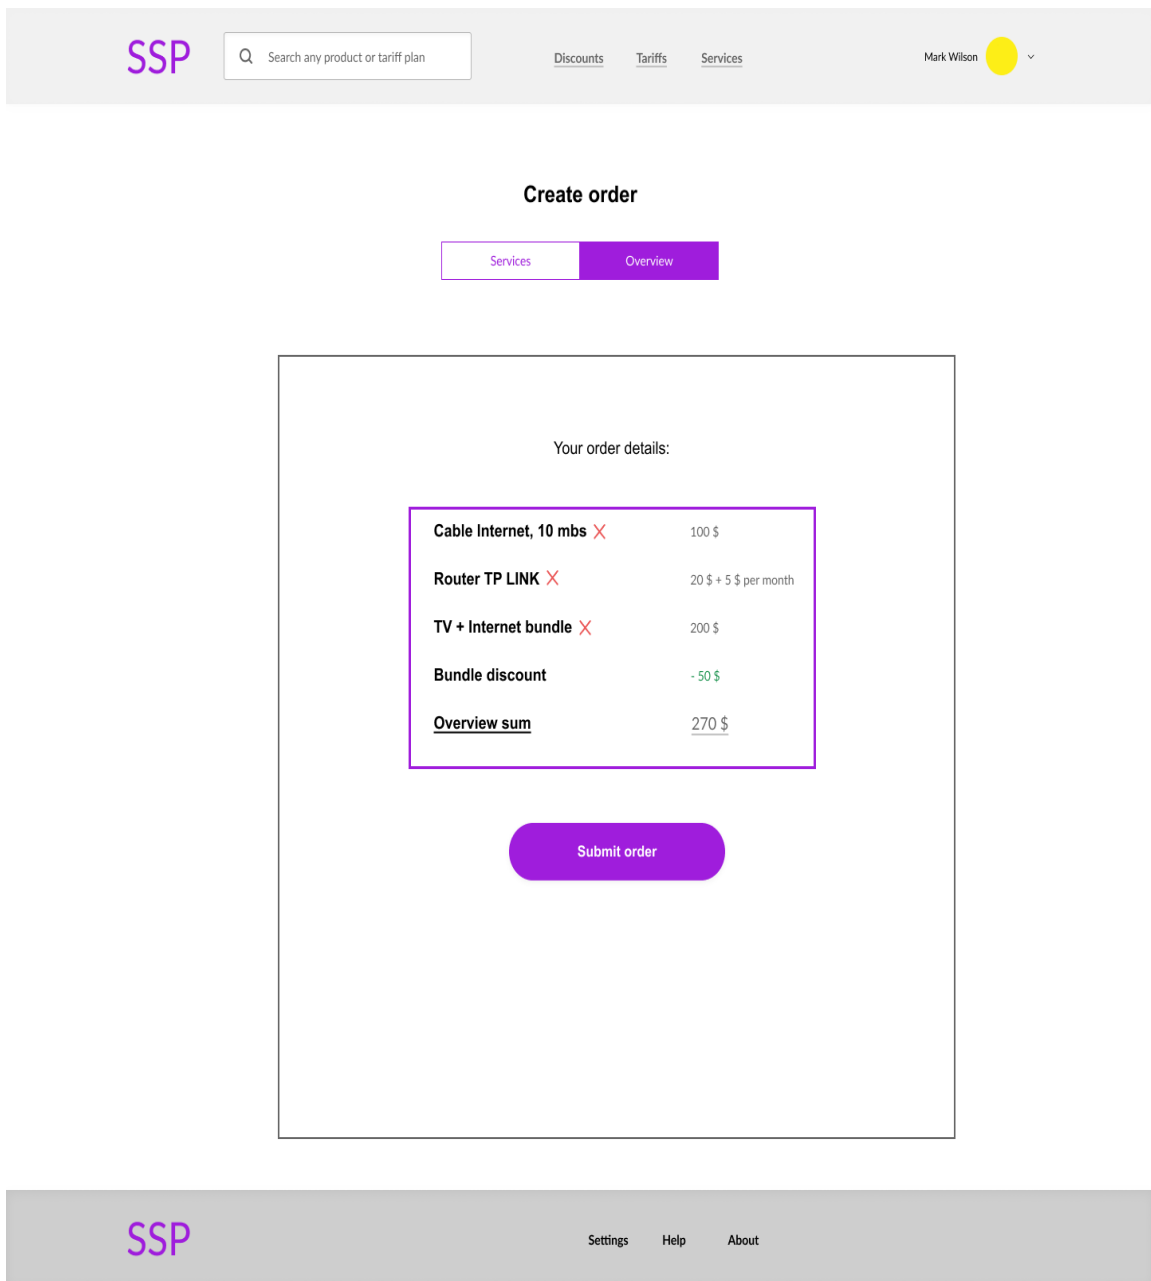 SSP
Search any product or tariff plan
Discounts Tariffs Services
Mark Wilson
Create order
Services Overview
Your order details:
Cable Internet, 10 mbs X 100 $
Router TP LINK X 20 $ + 5 $ per month
TV + Internet bundle X 200 $
Bundle discount - 50 $
Overview sum 270 $
Submit order
SSP
Settings Help About